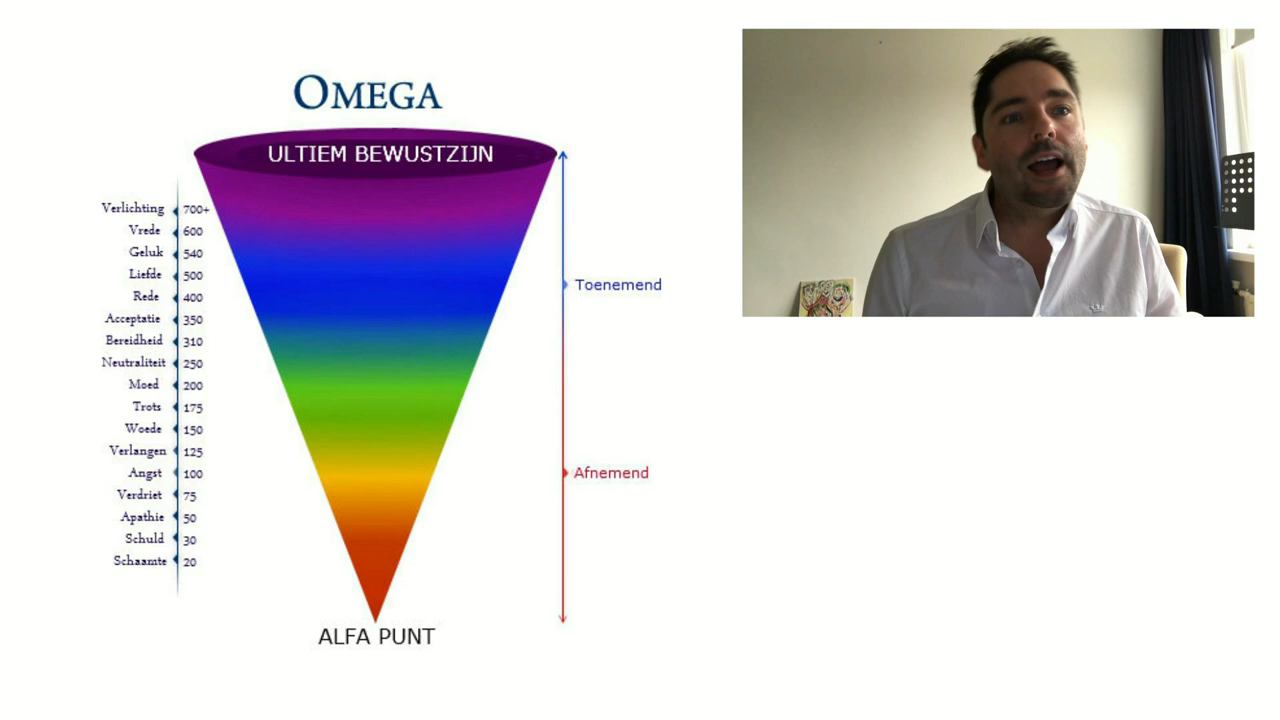 OMEGA
ULTIEM BEWUSTZIJN
Verlichting 700+
Vrede 600
Geluk 540
Liefde 500
Rede 400
Acceptatie 350
Bereidheid 310
Neutraliteit 250
Moed 200
Trots 175
Woede 150
Verlangen 125
Angst 100
Verdriet 75
Apathie 50
Schuld 30
Schaamte 20
Toenemend
Afnemend
ALFA PUNT